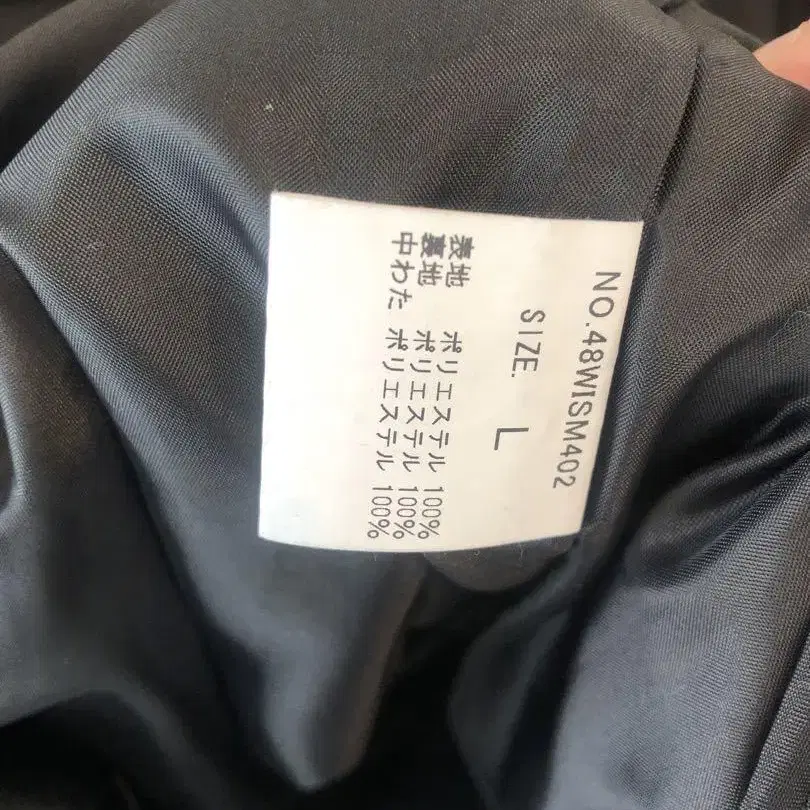 NO.48WISM402
SIZE. L
表地 ポリエステル 100%
裏地 ポリエステル 100%
中わた ポリエステル 100%